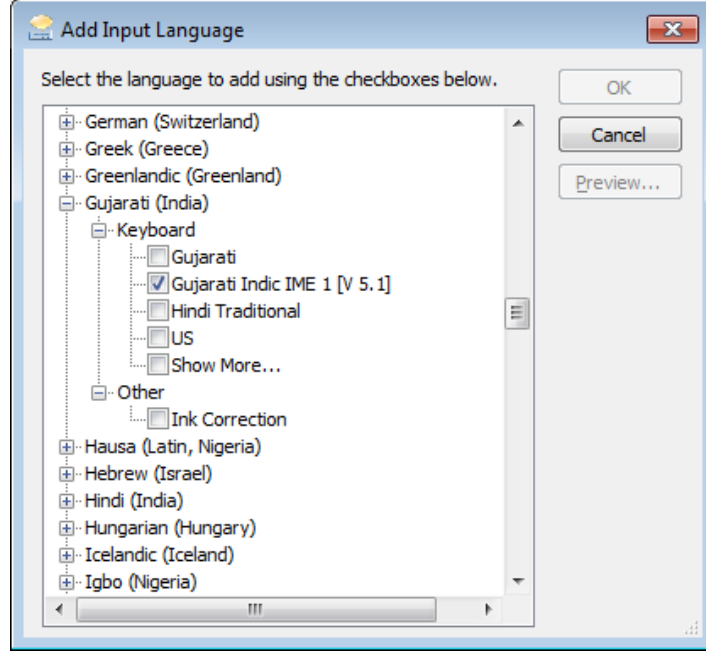 Add Input Language
Select the language to add using the checkboxes below.
OK
Cancel
Preview...
German (Switzerland)
Greek (Greece)
Greenlandic (Greenland)
Gujarati (India)
Keyboard
Gujarati
Gujarati Indic IME 1 [V 5.1]
Hindi Traditional
US
Show More...
Other
Ink Correction
Hausa (Latin, Nigeria)
Hebrew (Israel)
Hindi (India)
Hungarian (Hungary)
Icelandic (Iceland)
Igbo (Nigeria)